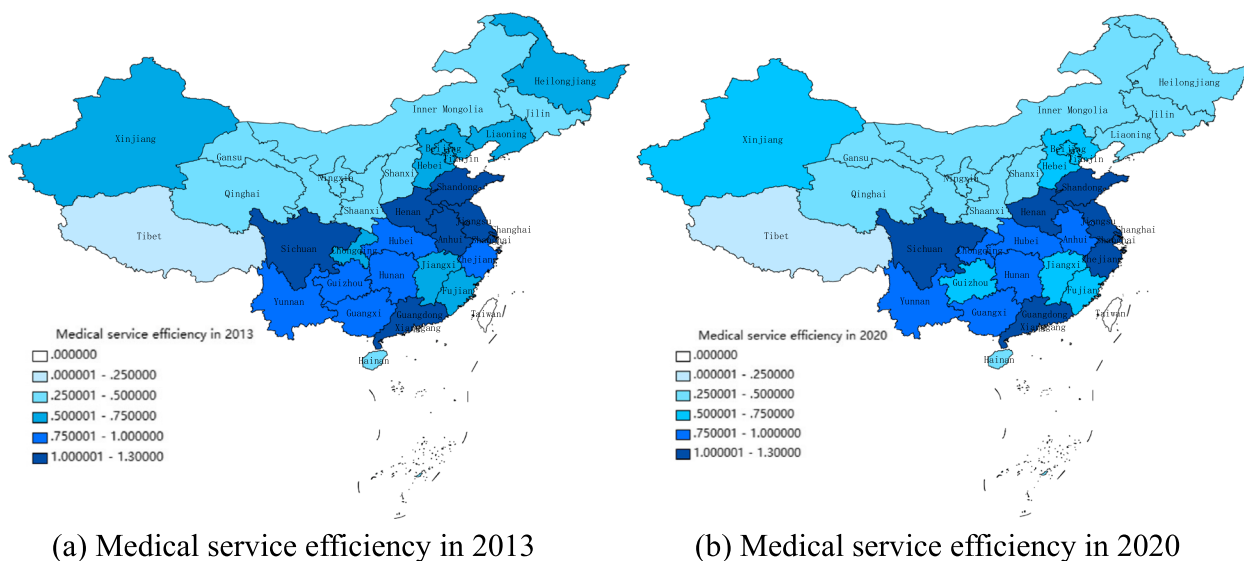 Heilongjiang
Inner Mongolia
Jilin
Xinjiang
Liaoning
Beijing
Tianjin
Gansu
Hebei
Ningxia
Shanxi
Qinghai
Shandong
Shaanxi
Henan
Jiangsu
Tibet
Shanghai
Sichuan
Hubei
Anhui
Shanghai
Chongqing
Zhejiang
Hunan
Jiangxi
Guizhou
Fujian
Yunnan
Guangxi
Guangdong
Taiwan
Xianggang
Hainan
Medical service efficiency in 2013
.000000
.000001 - .250000
.250001 - .500000
.500001 - .750000
.750001 - 1.000000
1.000001 - 1.30000
(a) Medical service efficiency in 2013
Heilongjiang
Inner Mongolia
Jilin
Xinjiang
Liaoning
Beijing
Tianjin
Gansu
Hebei
Ningxia
Shanxi
Qinghai
Shandong
Shaanxi
Henan
Jiangsu
Tibet
Shanghai
Sichuan
Hubei
Anhui
Shanghai
Chongqing
Zhejiang
Hunan
Jiangxi
Guizhou
Fujian
Yunnan
Guangxi
Guangdong
Taiwan
Xianggang
Hainan
Medical service efficiency in 2020
.000000
.000001 - .250000
.250001 - .500000
.500001 - .750000
.750001 - 1.000000
1.000001 - 1.30000
(b) Medical service efficiency in 2020